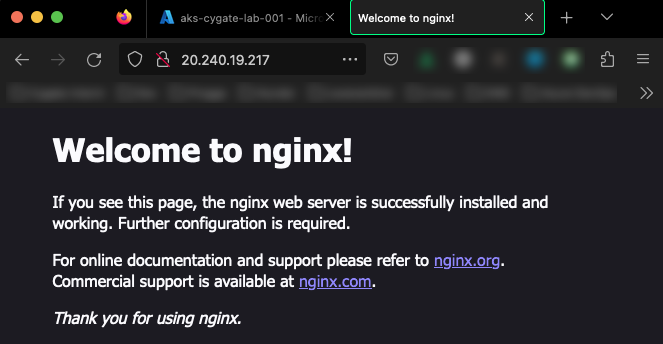 aks-cygate-lab-001 - Micro
Welcome to nginx!
20.240.19.217
Welcome to nginx!
If you see this page, the nginx web server is successfully installed and
working. Further configuration is required.
For online documentation and support please refer to nginx.org.
Commercial support is available at nginx.com.
Thank you for using nginx.